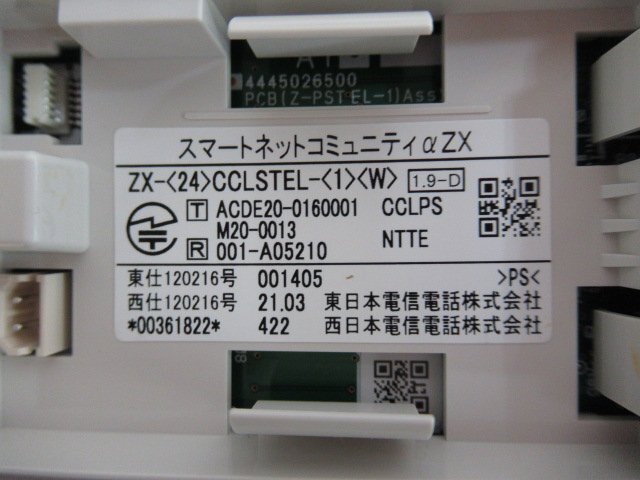 4445026500
PCB(Z-PSTEL-1)Ass
スマートネットコミュニティαZX
ZX-<24>CCLSTEL-<1><W> 1.9-D
T ACDE20-0160001 CCLPS
M20-0013
R 001-A05210 NTTE
東仕120216号 001405 >PS<
西仕120216号 21.03 東日本電信電話株式会社
*00361822* 422 西日本電信電話株式会社